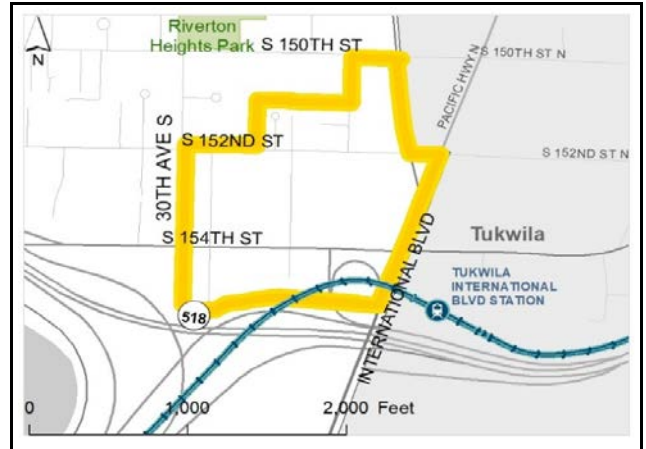 Riverton
Heights Park
S 150TH ST
N
PACIFIC HWY N
S 150TH ST N
30TH AVE S
S 152ND ST
S 152ND ST N
S 154TH ST
INTERNATIONAL BLVD
Tukwila
TUKWILA
INTERNATIONAL
BLVD STATION
518
0 1,000 2,000 Feet